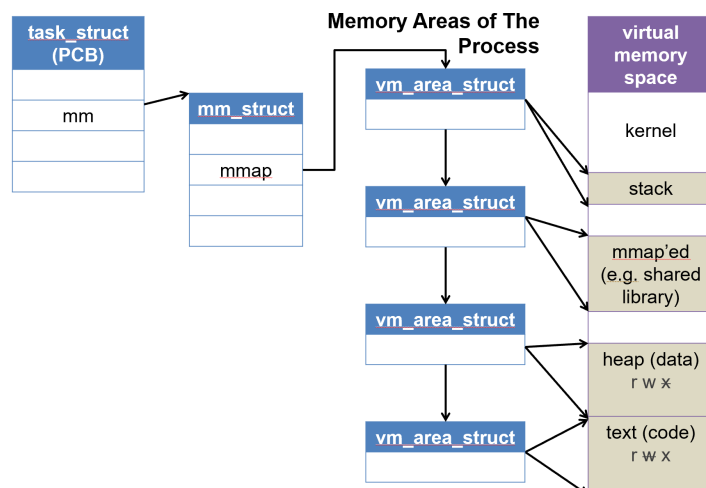 Memory Areas of The
Process
task_struct
(PCB)
mm
mm_struct
mmap
vm_area_struct
vm_area_struct
vm_area_struct
vm_area_struct
virtual
memory
space
kernel
stack
mmap’ed
(e.g. shared
library)
heap (data)
r w x
text (code)
r w x